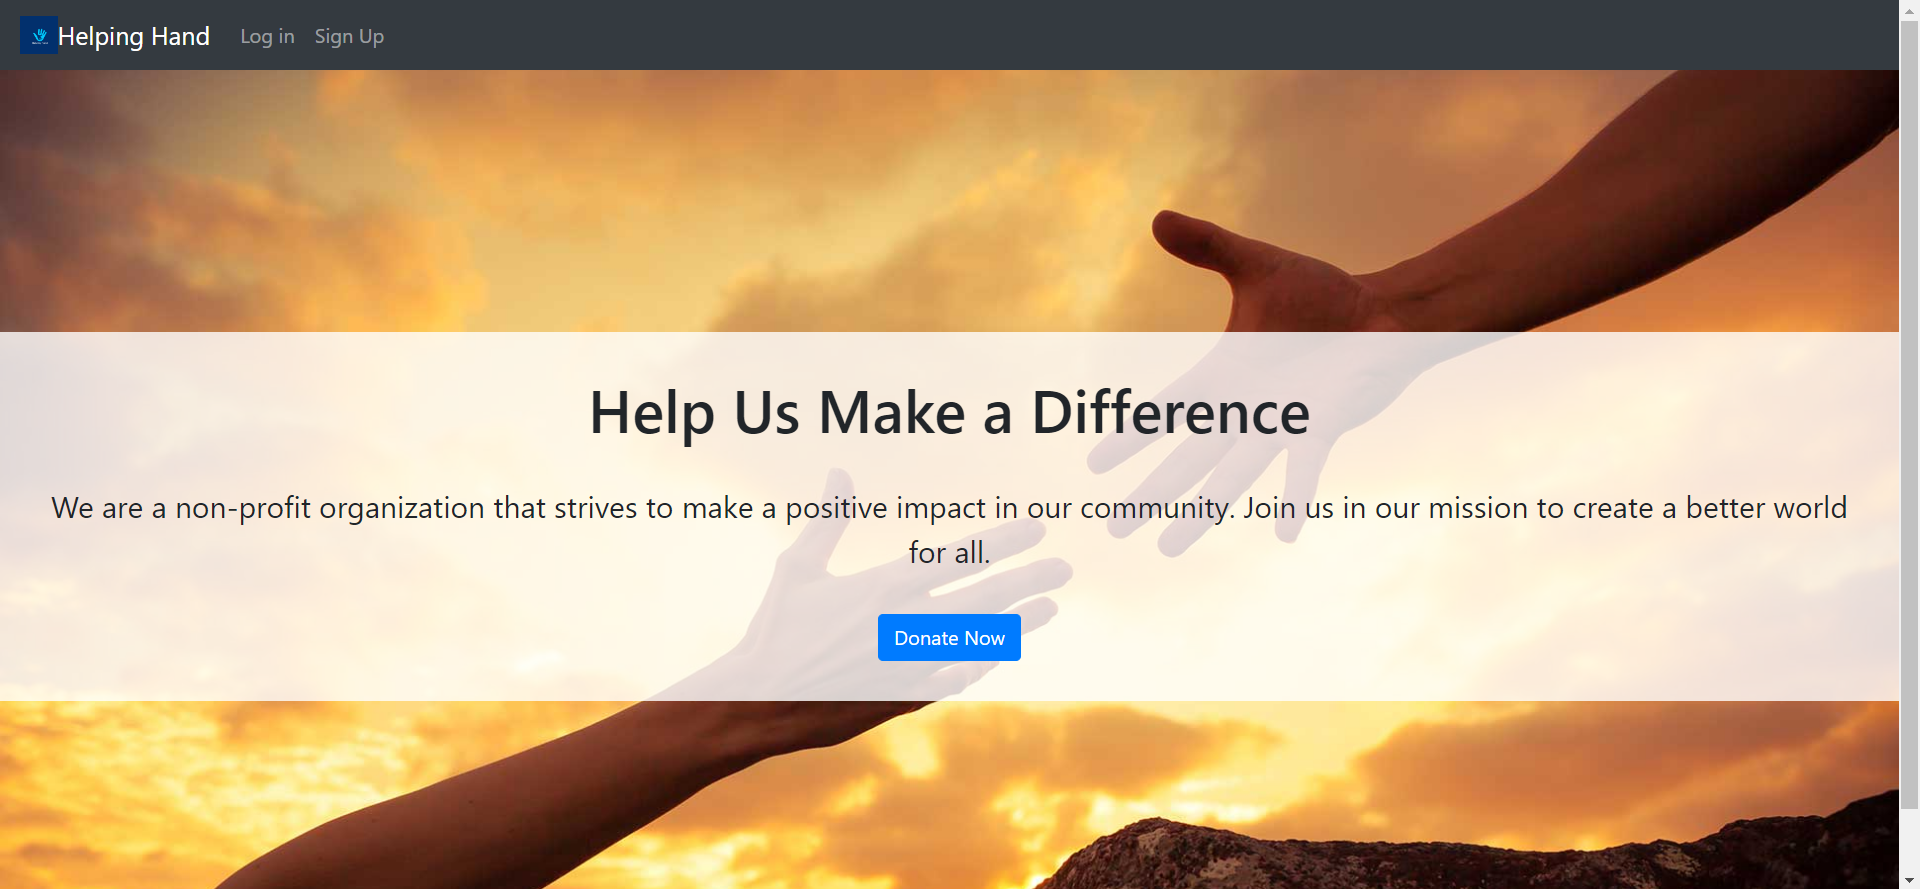 Helping Hand Log in Sign Up
Help Us Make a Difference
We are a non-profit organization that strives to make a positive impact in our community. Join us in our mission to create a better world
for all.
Donate Now